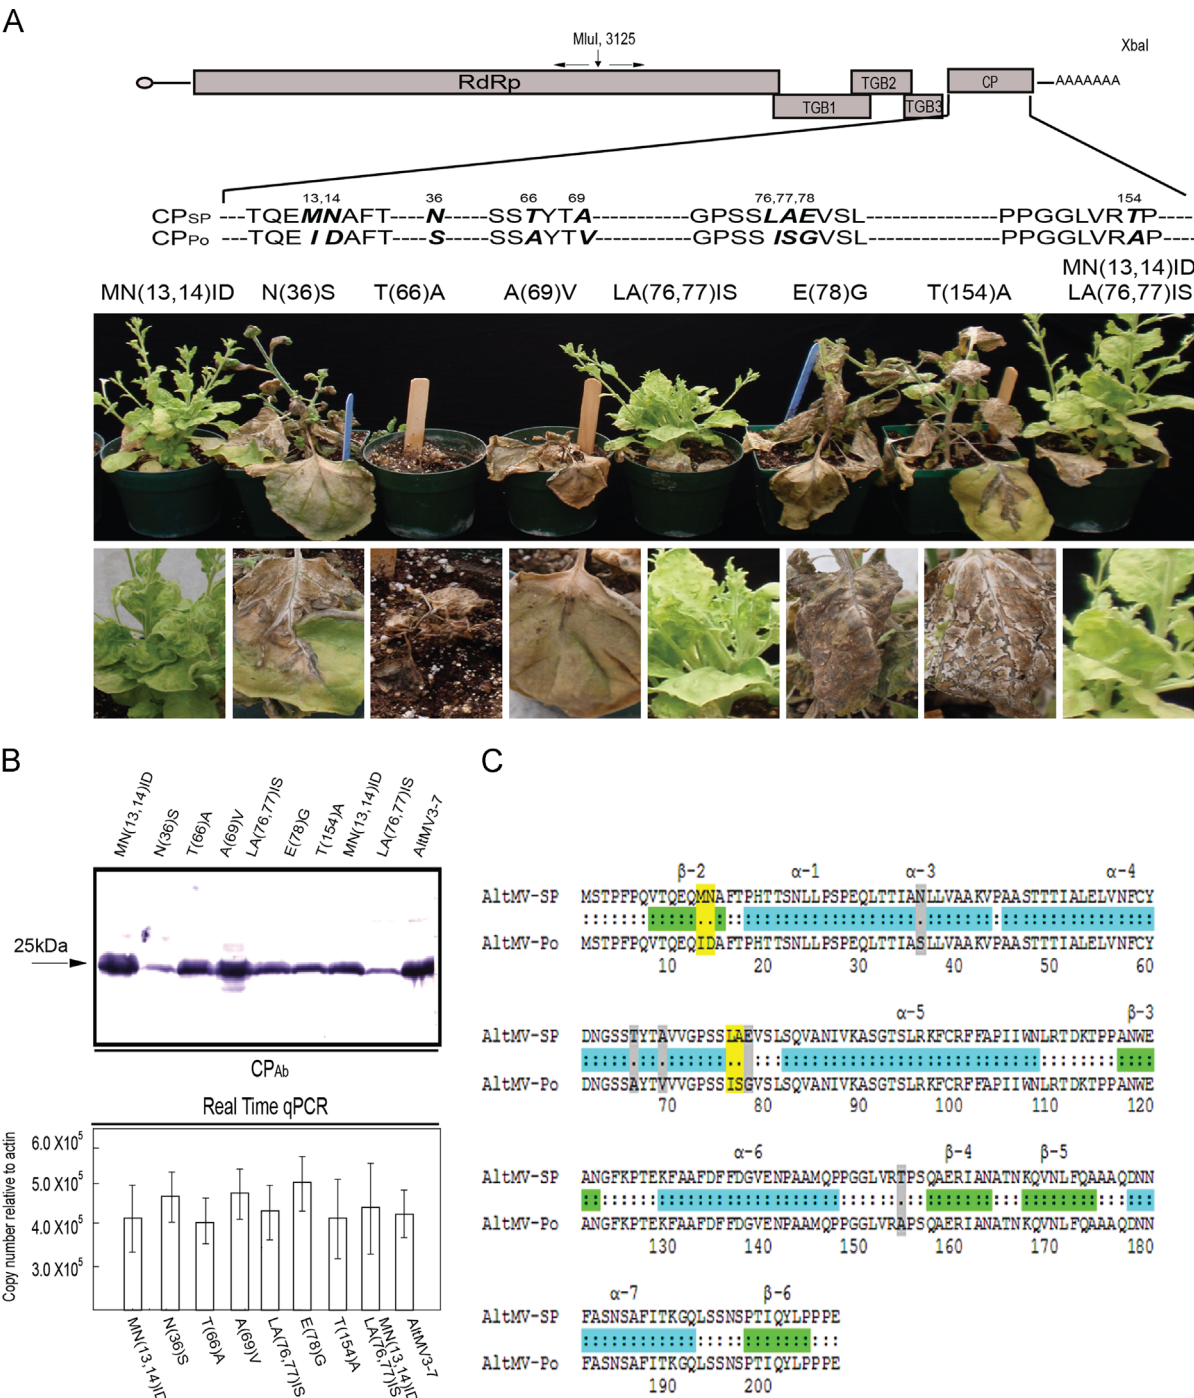 A
MluI, 3125
XbaI
RdRp
TGB2
CP
AAAAAAA
TGB1
TGB3
13,14 36 66 69 76,77,78 154
CPSP ---TQEMNAFT----N-----SSTYTA----------GPSSLAEVSL--------------PPGGLVRTP----
CPPo ---TQEIDAFT----S-----SSAYTV----------GPSSISGVSL--------------PPGGLVRAP----
MN(13,14)ID
MN(13,14)ID N(36)S T(66)A A(69)V LA(76,77)IS E(78)G T(154)A LA(76,77)IS
B
MN(13,14)ID
N(36)S
T(66)A
A(69)V
LA(76,77)IS
E(78)G
T(154)A
MN(13,14)ID
LA(76,77)IS
AltMV3-7
25kDa
CPAb
Real Time qPCR
Copy number relative to actin
6.0 X10^5
5.0 X10^5
4.0 X10^5
3.0 X10^5
MN(13,14)ID
N(36)S
T(66)A
A(69)V
LA(76,77)IS
E(78)G
T(154)A
MN(13,14)ID
LA(76,77)IS
AltMV3-7
C
β-2 α-1 α-3 α-4
AltMV-SP MSTPFPQVTQEQMNAFTPHTTSNLLPSPEQLTTIANLLVAAKVPAASTTTIALELVNFCY
AltMV-Po MSTPFPQVTQEQIDAFTPHTTSNLLPSPEQLTTIASLLVAAKVPAASTTTIALELVNFCY
10 20 30 40 50 60
α-5 β-3
AltMV-SP DNGSSTYTAVVGPSSLAEVSLSQVANIVKASGTSLRKFCRFFAPIIWNLRTDKTPPANWE
AltMV-Po DNGSSAYTVVVGPSSISGVSLSQVANIVKASGTSLRKFCRFFAPIIWNLRTDKTPPANWE
70 80 90 100 110 120
α-6 β-4 β-5
AltMV-SP ANGFKPTEKFAAFDFFDGVENPAAMQPPGGLVRTPSQAERIANATNKQVNLFQAAAQDNN
AltMV-Po ANGFKPTEKFAAFDFFDGVENPAAMQPPGGLVRAPSQAERIANATNKQVNLFQAAAQDNN
130 140 150 160 170 180
α-7 β-6
AltMV-SP FASNSAFITKGQLSSNSPTIQYLPPPE
AltMV-Po FASNSAFITKGQLSSNSPTIQYLPPPE
190 200